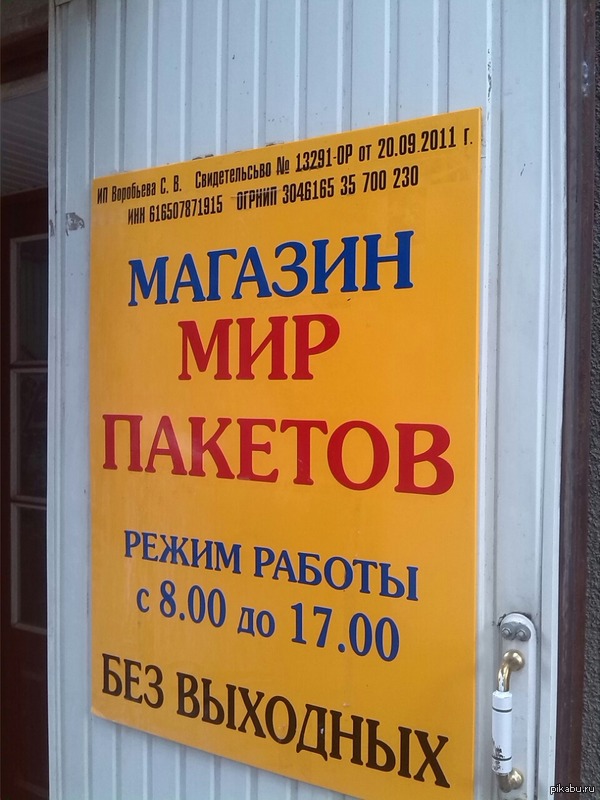 ИП Воробьева С. В. Свидетельсьво № 13291-ОР от 20.09.2011 г.
ИНН 616507871915 ОГРНИП 3046165 35 700 230
МАГАЗИН
МИР
ПАКЕТОВ
РЕЖИМ РАБОТЫ
с 8.00 до 17.00
БЕЗ ВЫХОДНЫХ
pikabu.ru